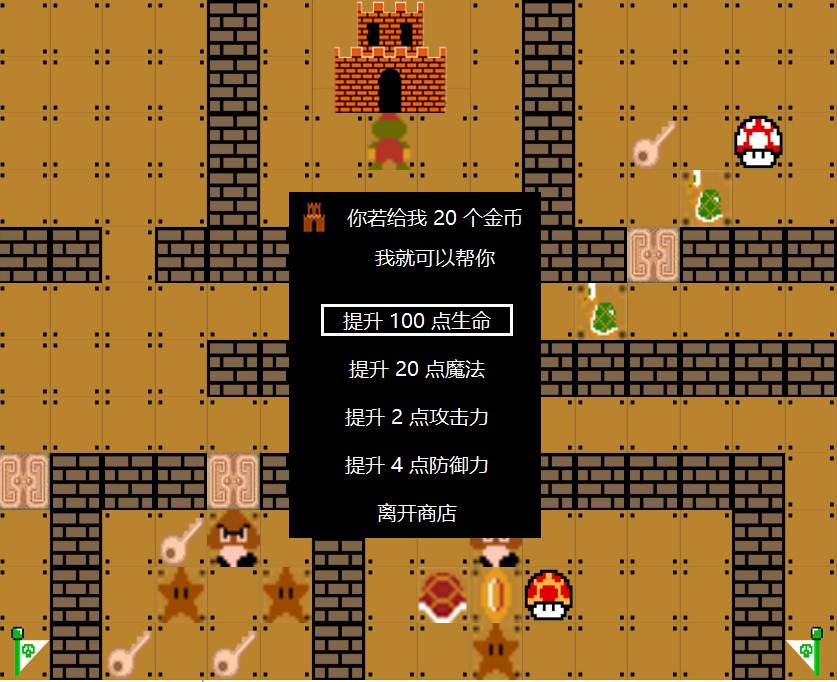 你若给我 20 个金币
我就可以帮你
提升 100 点生命
提升 20 点魔法
提升 2 点攻击力
提升 4 点防御力
离开商店